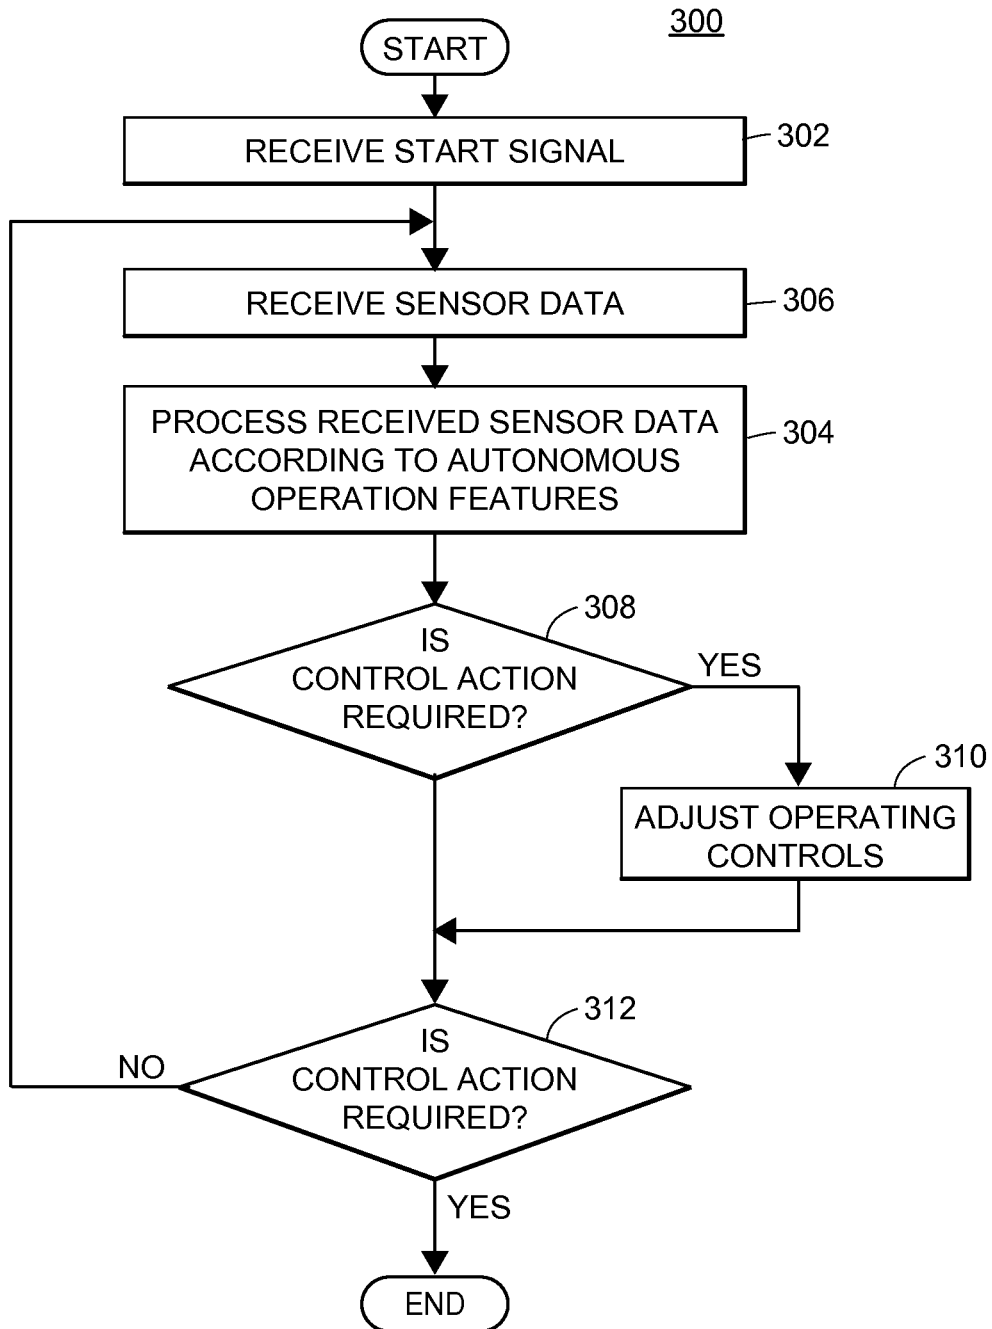 300
START
RECEIVE START SIGNAL
302
RECEIVE SENSOR DATA
306
PROCESS RECEIVED SENSOR DATA
ACCORDING TO AUTONOMOUS
OPERATION FEATURES
304
308
IS
CONTROL ACTION
REQUIRED?
YES
310
ADJUST OPERATING
CONTROLS
312
IS
CONTROL ACTION
REQUIRED?
NO
YES
END